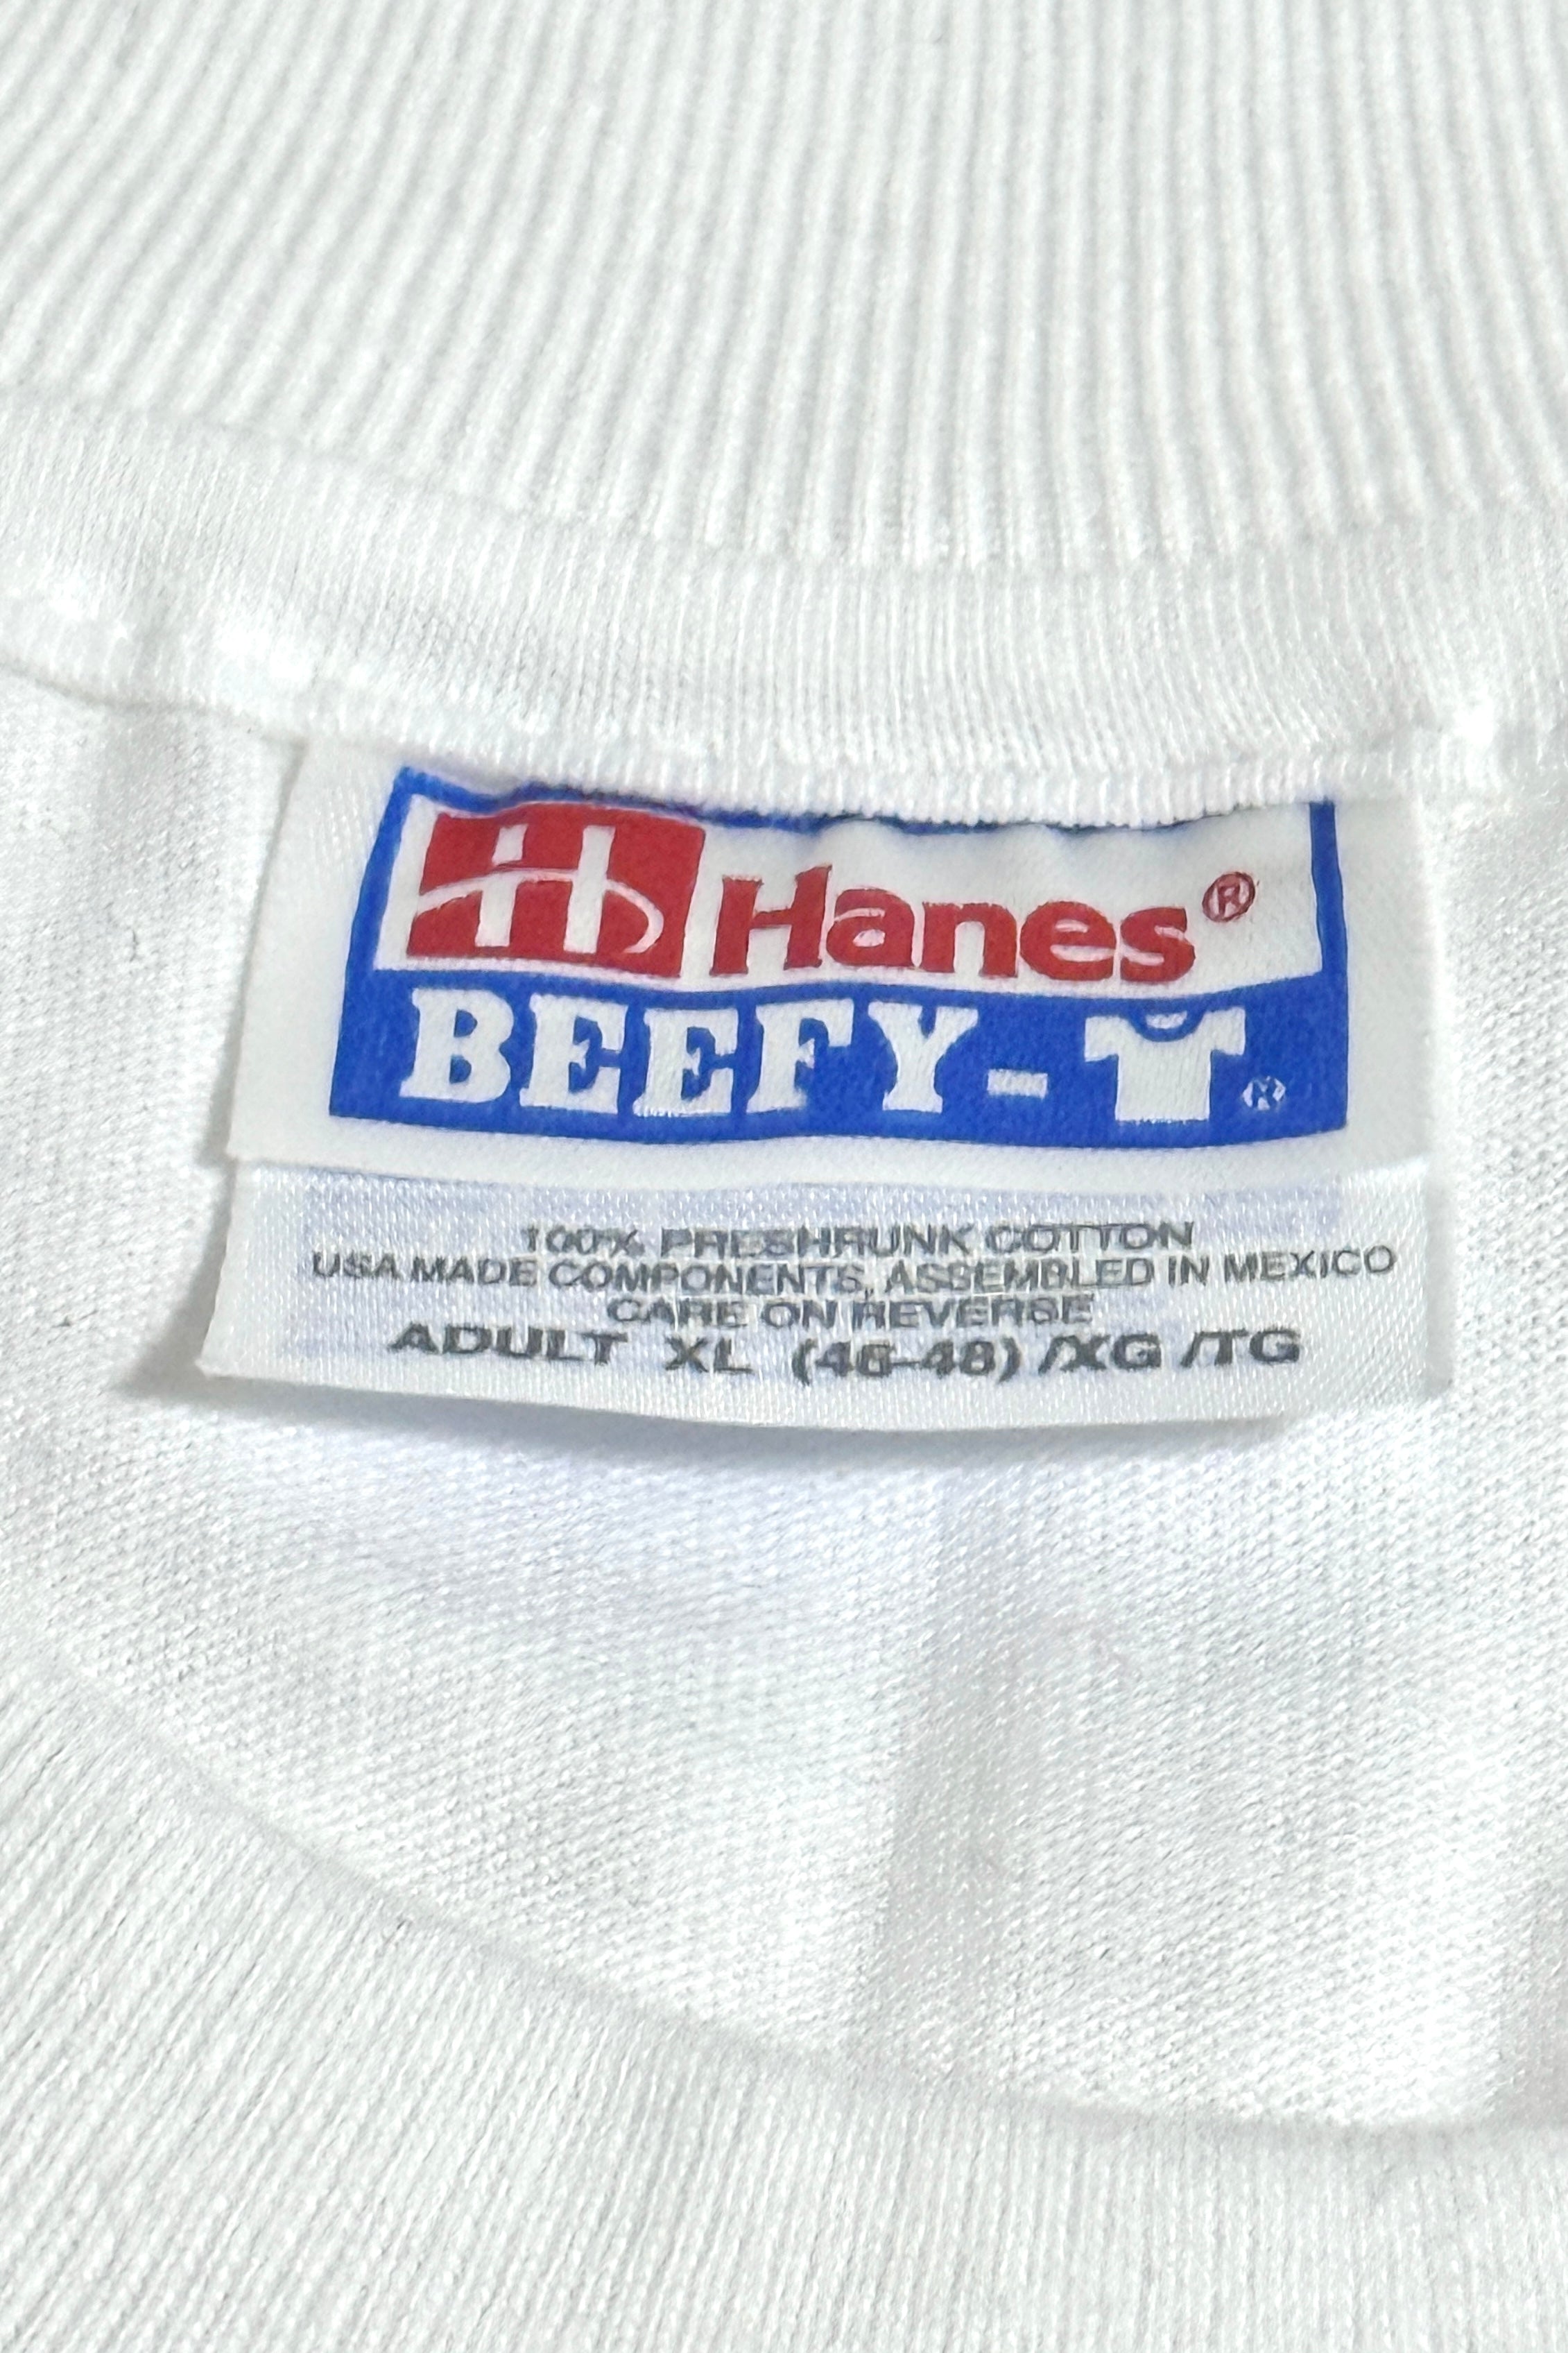 H Hanes®
BEEFY-T®
100% PRESHRUNK COTTON
USA MADE COMPONENTS, ASSEMBLED IN MEXICO
CARE ON REVERSE
ADULT XL (46-48) /XG /TG